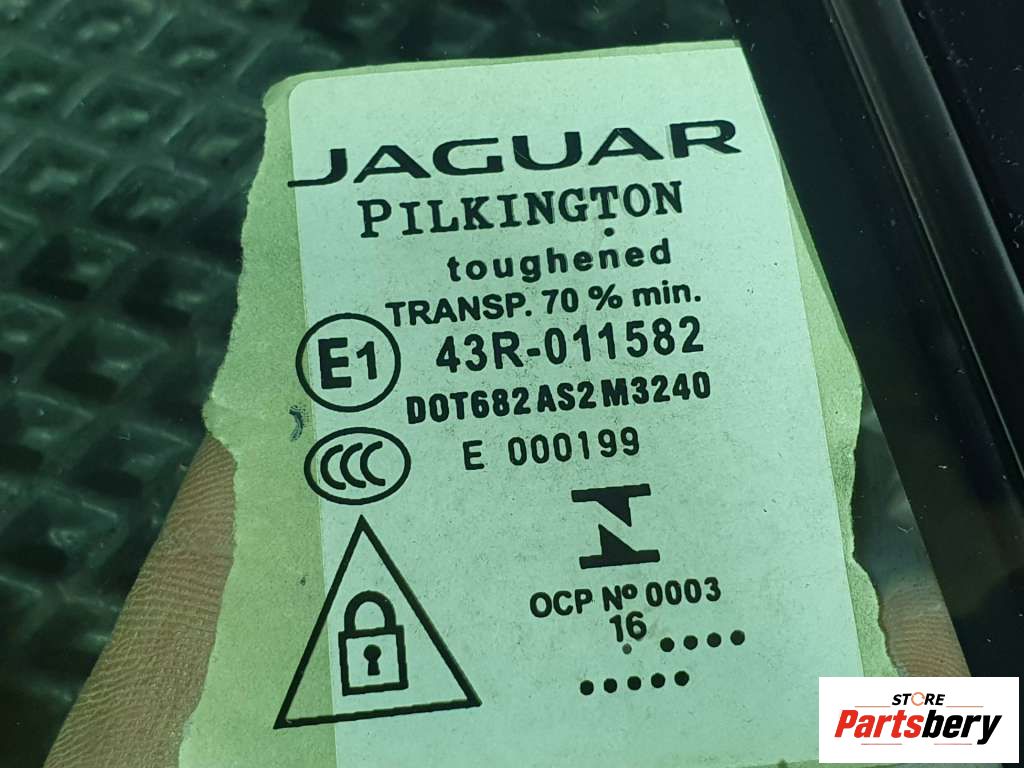 JAGUAR
PILKINGTON
toughened
TRANSP. 70 % min.
E1
43R-011582
DOT682 AS2 M3240
CCC
E 000199
OCP Nº 0003
16
STORE
Partsbery